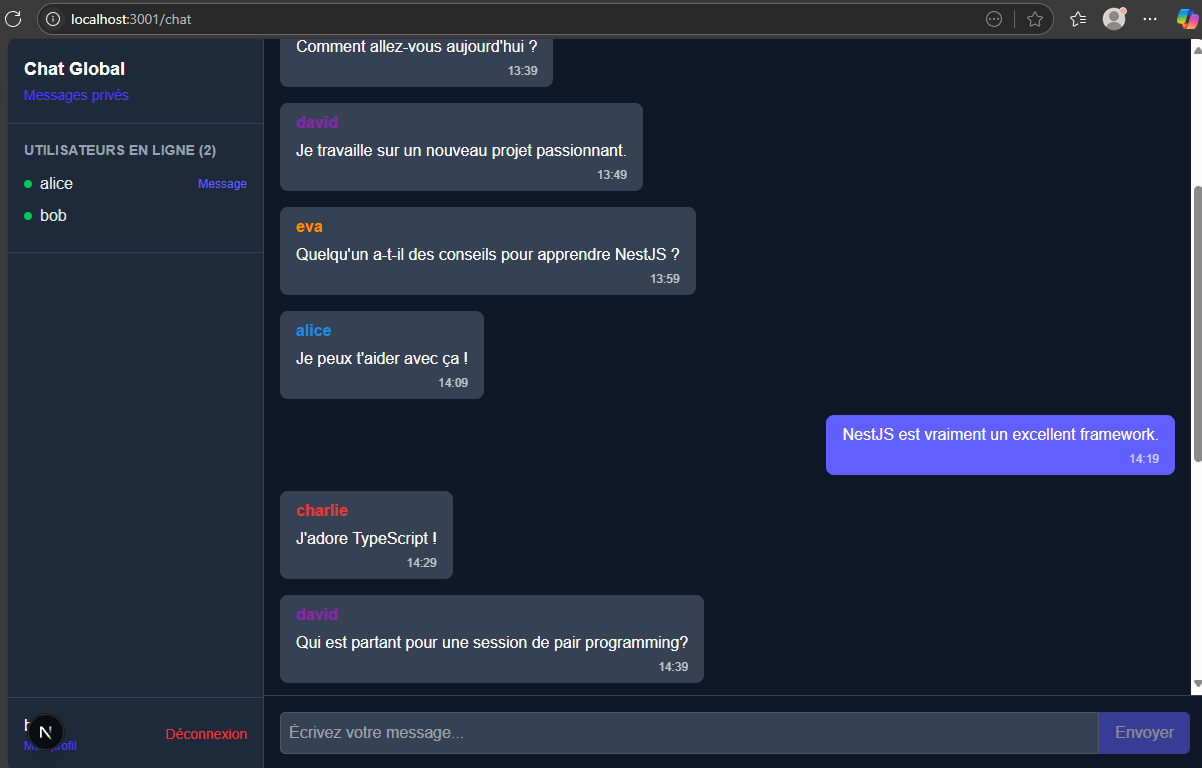 localhost:3001/chat
Chat Global
Messages privés
UTILISATEURS EN LIGNE (2)
alice
Message
bob
Comment allez-vous aujourd'hui ?
13:39
david
Je travaille sur un nouveau projet passionnant.
13:49
eva
Quelqu'un a-t-il des conseils pour apprendre NestJS ?
13:59
alice
Je peux t'aider avec ça !
14:09
NestJS est vraiment un excellent framework.
14:19
charlie
J'adore TypeScript !
14:29
david
Qui est partant pour une session de pair programming?
14:39
N
Déconnexion
Écrivez votre message...
Envoyer